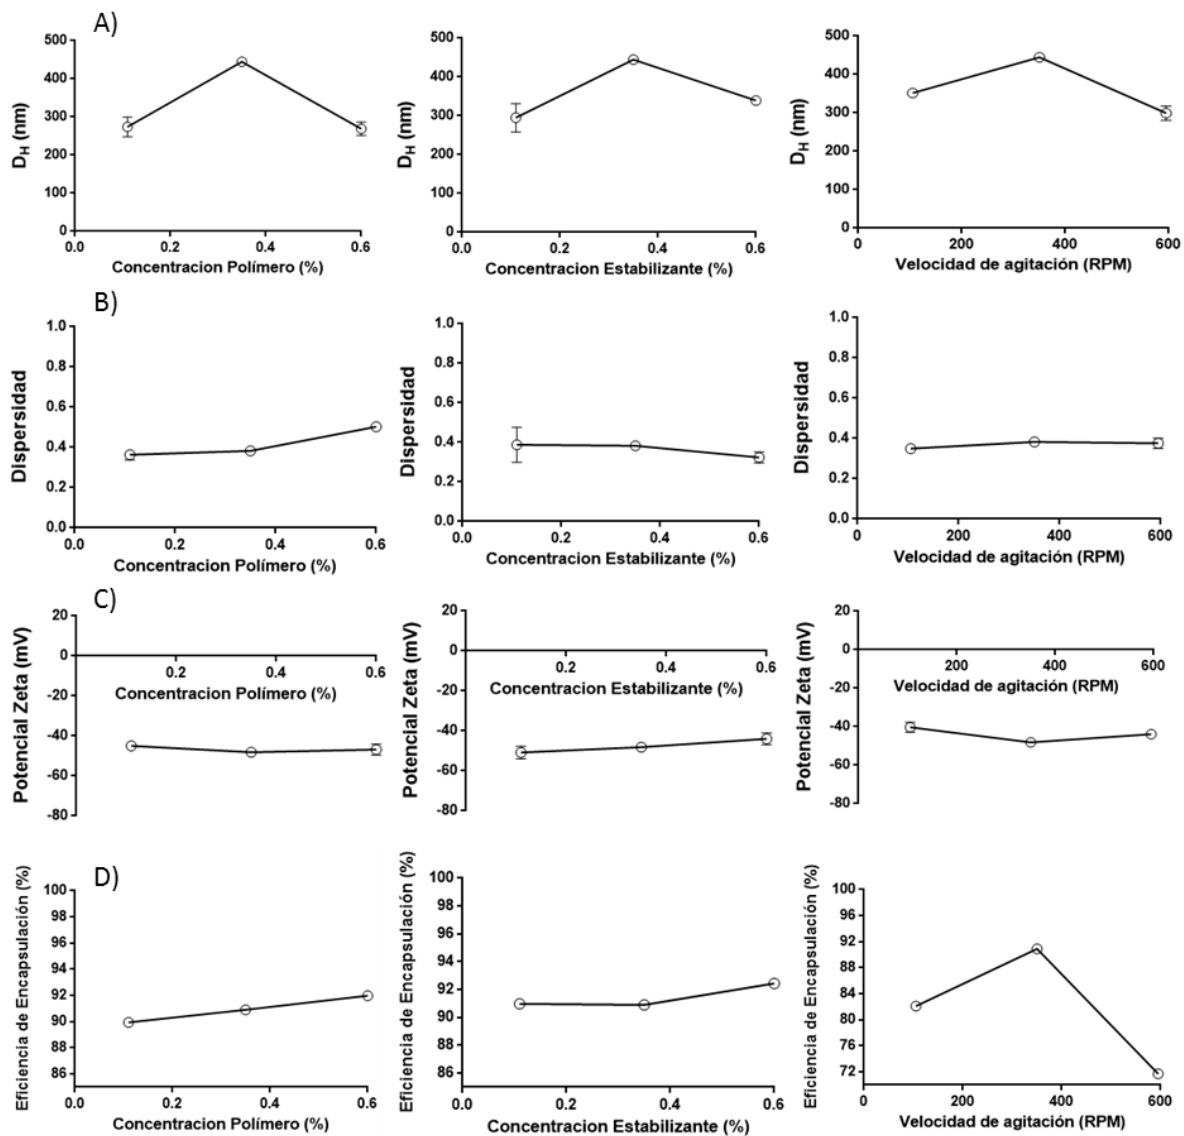 A)
500
400
300
200
100
0
D_H (nm)
0.0 0.2 0.4 0.6
Concentracion Polímero (%)
500
400
300
200
100
0
D_H (nm)
0.0 0.2 0.4 0.6
Concentracion Estabilizante (%)
500
400
300
200
100
0
D_H (nm)
0 200 400 600
Velocidad de agitación (RPM)
B)
1.0
0.8
0.6
0.4
0.2
0.0
Dispersidad
0.0 0.2 0.4 0.6
Concentracion Polímero (%)
1.0
0.8
0.6
0.4
0.2
0.0
Dispersidad
0.0 0.2 0.4 0.6
Concentracion Estabilizante (%)
1.0
0.8
0.6
0.4
0.2
0.0
Dispersidad
0 200 400 600
Velocidad de agitación (RPM)
C)
20
0
-20
-40
-60
-80
Potencial Zeta (mV)
0.2 0.4 0.6
Concentracion Polímero (%)
20
0
-20
-40
-60
-80
Potencial Zeta (mV)
0.2 0.4 0.6
Concentracion Estabilizante (%)
20
0
-20
-40
-60
-80
Potencial Zeta (mV)
200 400 600
Velocidad de agitación (RPM)
D)
100
98
96
94
92
90
88
86
Eficiencia de Encapsulación (%)
0.0 0.2 0.4 0.6
Concentracion Polímero (%)
100
98
96
94
92
90
88
86
Eficiencia de Encapsulación (%)
0.0 0.2 0.4 0.6
Concentracion Estabilizante (%)
100
96
92
88
84
80
76
72
Eficiencia de Encapsulación (%)
0 200 400 600
Velocidad de agitación (RPM)